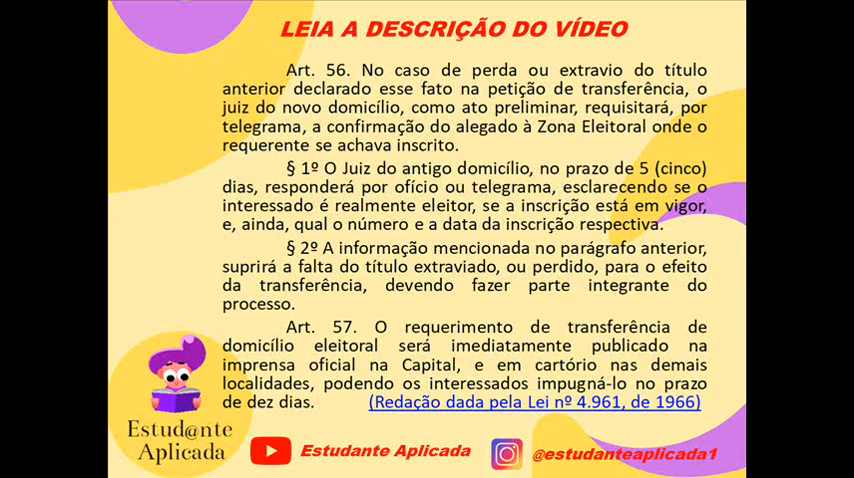 LEIA A DESCRIÇÃO DO VÍDEO
Art. 56. No caso de perda ou extravio do título
anterior declarado esse fato na petição de transferência, o
juiz do novo domicílio, como ato preliminar, requisitará, por
telegrama, a confirmação do alegado à Zona Eleitoral onde o
requerente se achava inscrito.
§ 1º O Juiz do antigo domicílio, no prazo de 5 (cinco)
dias, responderá por ofício ou telegrama, esclarecendo se o
interessado é realmente eleitor, se a inscrição está em vigor,
e, ainda, qual o número e a data da inscrição respectiva.
§ 2º A informação mencionada no parágrafo anterior,
suprirá a falta do título extraviado, ou perdido, para o efeito
da transferência, devendo fazer parte integrante do
processo.
Art. 57. O requerimento de transferência de
domicílio eleitoral será imediatamente publicado na
imprensa oficial na Capital, e em cartório nas demais
localidades, podendo os interessados impugná-lo no prazo
de dez dias. (Redação dada pela Lei nº 4.961, de 1966)
Estud@nte
Aplicada
Estudante Aplicada
@estudanteaplicada1